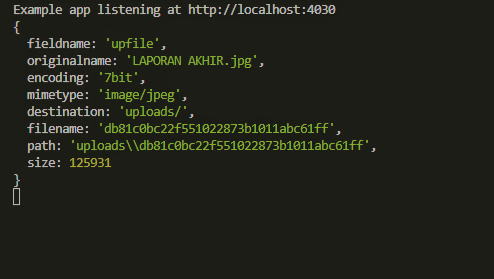 Example app listening at http://localhost:4030
{
  fieldname: 'upfile',
  originalname: 'LAPORAN AKHIR.jpg',
  encoding: '7bit',
  mimetype: 'image/jpeg',
  destination: 'uploads/',
  filename: 'db81c0bc22f551022873b1011abc61ff',
  path: 'uploads\\db81c0bc22f551022873b1011abc61ff',
  size: 125931
}